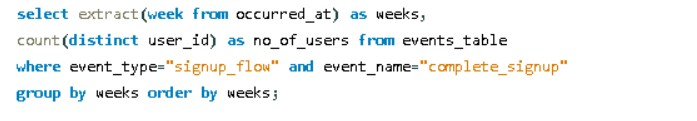 select extract(week from occurred_at) as weeks,
count(distinct user_id) as no_of_users from events_table
where event_type="signup_flow" and event_name="complete_signup"
group by weeks order by weeks;